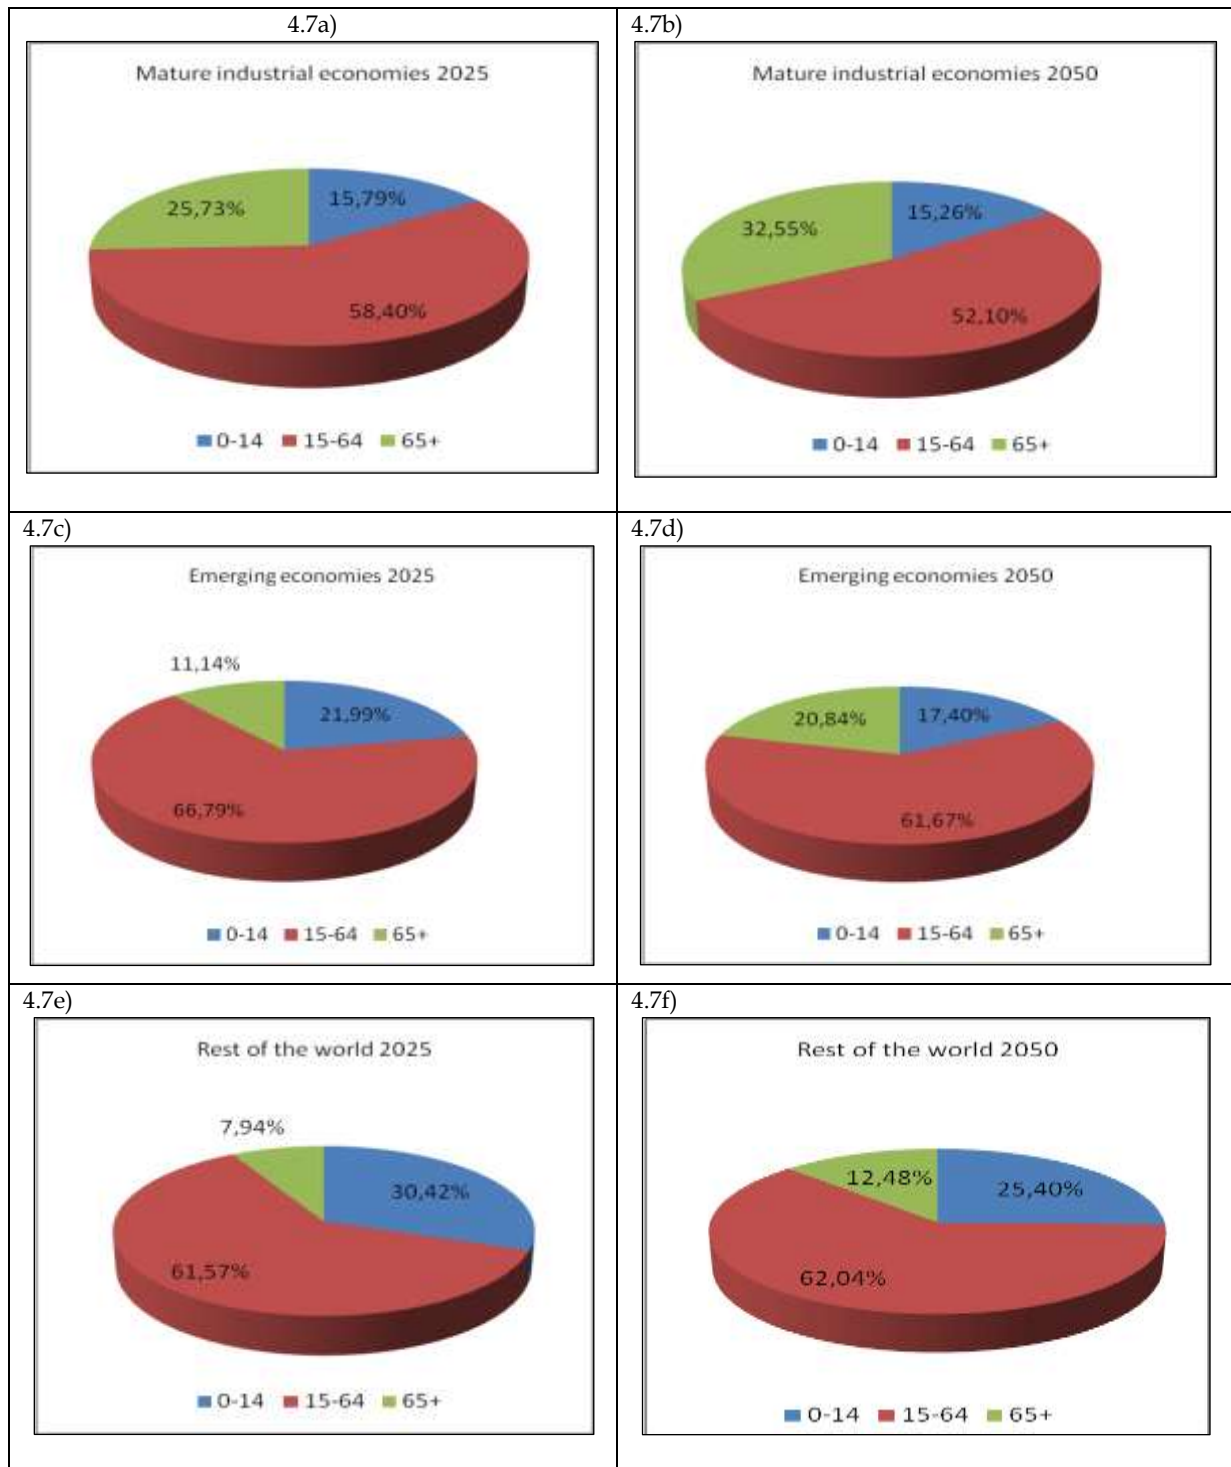 4.7a)
Mature industrial economies 2025
25,73%
15,79%
58,40%
0-14 15-64 65+
4.7b)
Mature industrial economies 2050
32,55%
15,26%
52,10%
0-14 15-64 65+
4.7c)
Emerging economies 2025
11,14%
21,99%
66,79%
0-14 15-64 65+
4.7d)
Emerging economies 2050
20,84%
17,40%
61,67%
0-14 15-64 65+
4.7e)
Rest of the world 2025
7,94%
30,42%
61,57%
0-14 15-64 65+
4.7f)
Rest of the world 2050
12,48%
25,40%
62,04%
0-14 15-64 65+